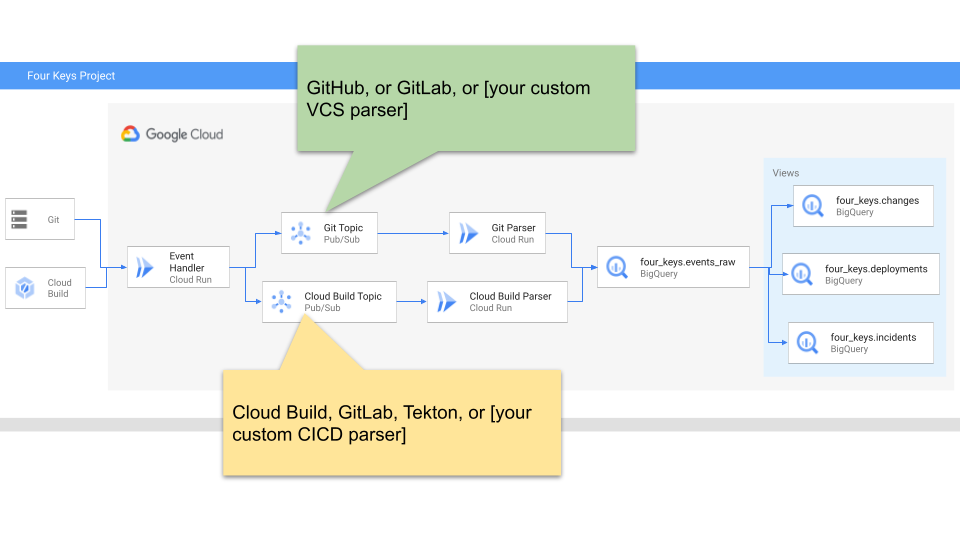 Four Keys Project
GitHub, or GitLab, or [your custom
VCS parser]
Google Cloud
Views
four_keys.changes
BigQuery
Git
Git Topic
Pub/Sub
Git Parser
Cloud Run
Event
Handler
Cloud Run
four_keys.events_raw
BigQuery
four_keys.deployments
BigQuery
Cloud
Build
Cloud Build Topic
Pub/Sub
Cloud Build Parser
Cloud Run
four_keys.incidents
BigQuery
Cloud Build, GitLab, Tekton, or [your
custom CICD parser]